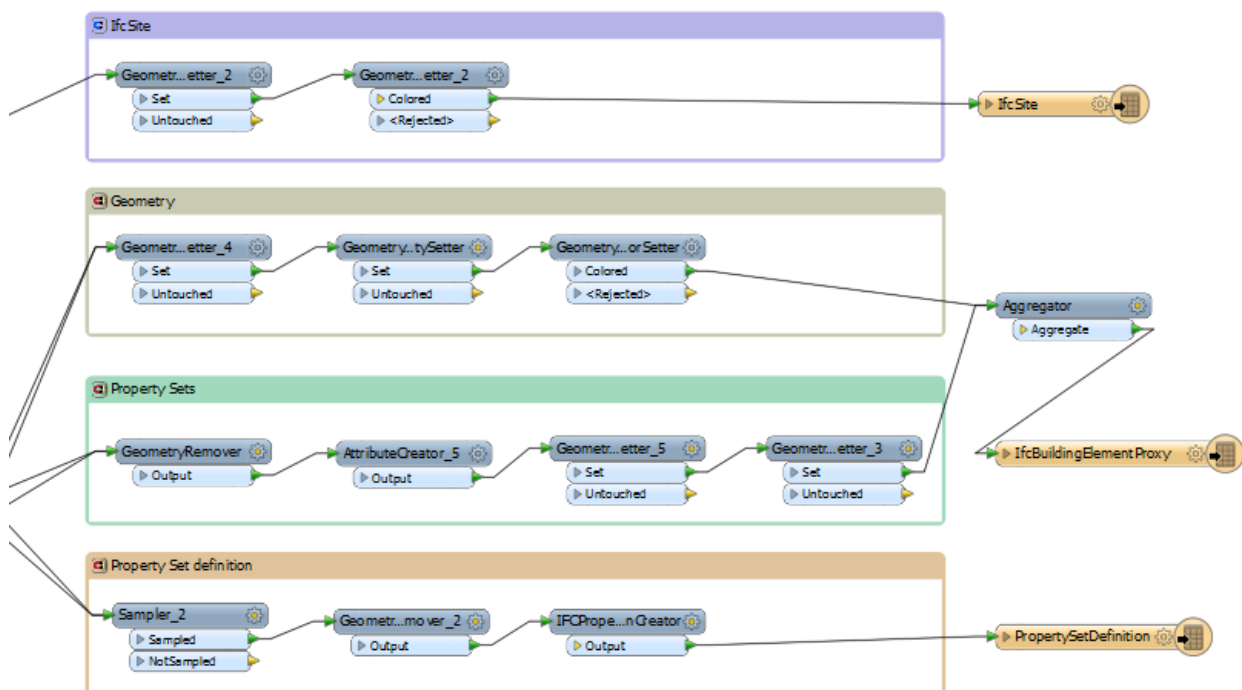 IfcSite
Geometr...etter_2
Set
Untouched
Geometr...etter_2
Colored
<Rejected>
IfcSite
Geometry
Geometr...etter_4
Set
Untouched
Geometry...tySetter
Set
Untouched
Geometry...orSetter
Colored
<Rejected>
Aggregator
Aggregate
Property Sets
GeometryRemover
Output
AttributeCreator_5
Output
Geometr...etter_5
Set
Untouched
Geometr...etter_3
Set
Untouched
IfcBuildingElementProxy
Property Set definition
Sampler_2
Sampled
NotSampled
Geometr...mover_2
Output
IFCPrope...nCreator
Output
PropertySetDefinition